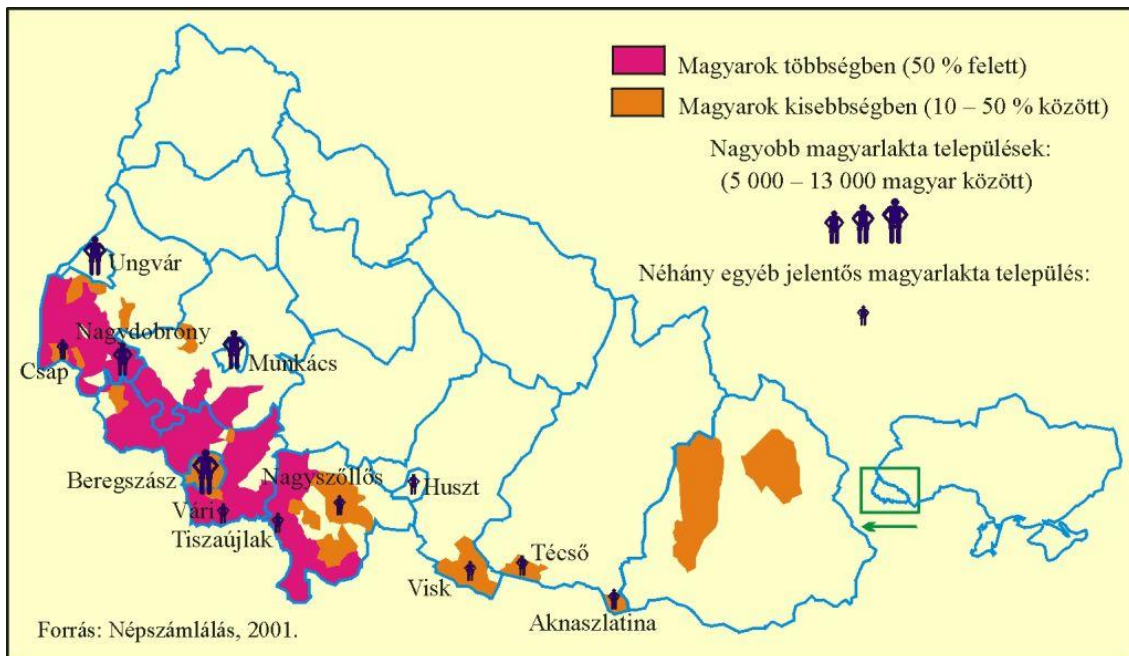 Magyarok többségben (50 % felett)
Magyarok kisebbségben (10 – 50 % között)
Nagyobb magyarlakta települések:
(5 000 – 13 000 magyar között)
Néhány egyéb jelentős magyarlakta település:
Ungvár
Nagydobrony
Csap
Munkács
Beregszász
Nagyszőllős
Huszt
Vári
Tiszaújlak
Visk
Técső
Aknaszlatina
Forrás: Népszámlálás, 2001.